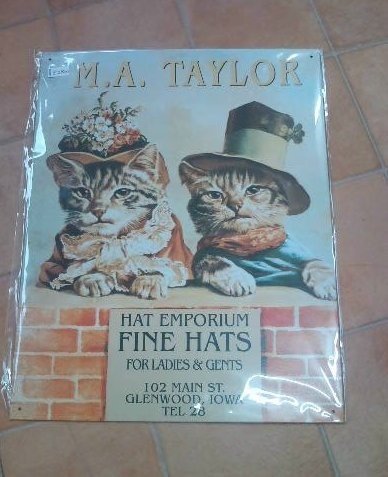 M.A. TAYLOR
HAT EMPORIUM
FINE HATS
FOR LADIES & GENTS
102 MAIN ST.
GLENWOOD, IOWA
TEL 28